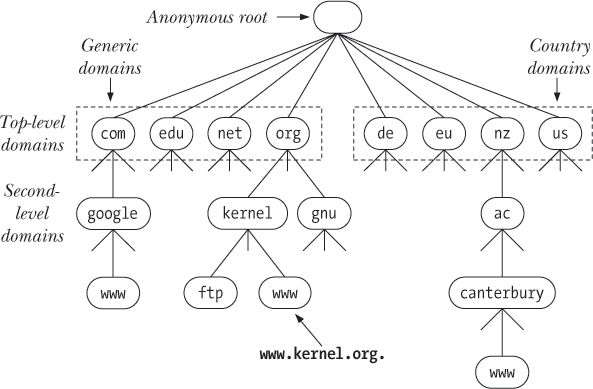 Anonymous root
Generic
domains
Country
domains
Top-level
domains
com edu net org de eu nz us
Second-
level
domains
google kernel gnu ac
www ftp www canterbury
www.kernel.org.
www